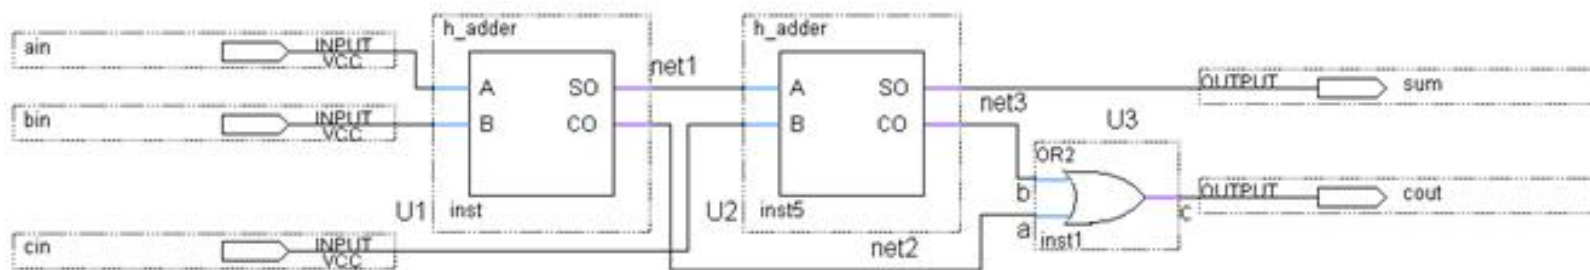 ain
INPUT
VCC
bin
INPUT
VCC
cin
INPUT
VCC
h_adder
A SO
B CO
U1
inst
net1
h_adder
A SO
B CO
U2
inst5
net2
net3
U3
OR2
b
a
inst1
c
OUTPUT
sum
OUTPUT
cout